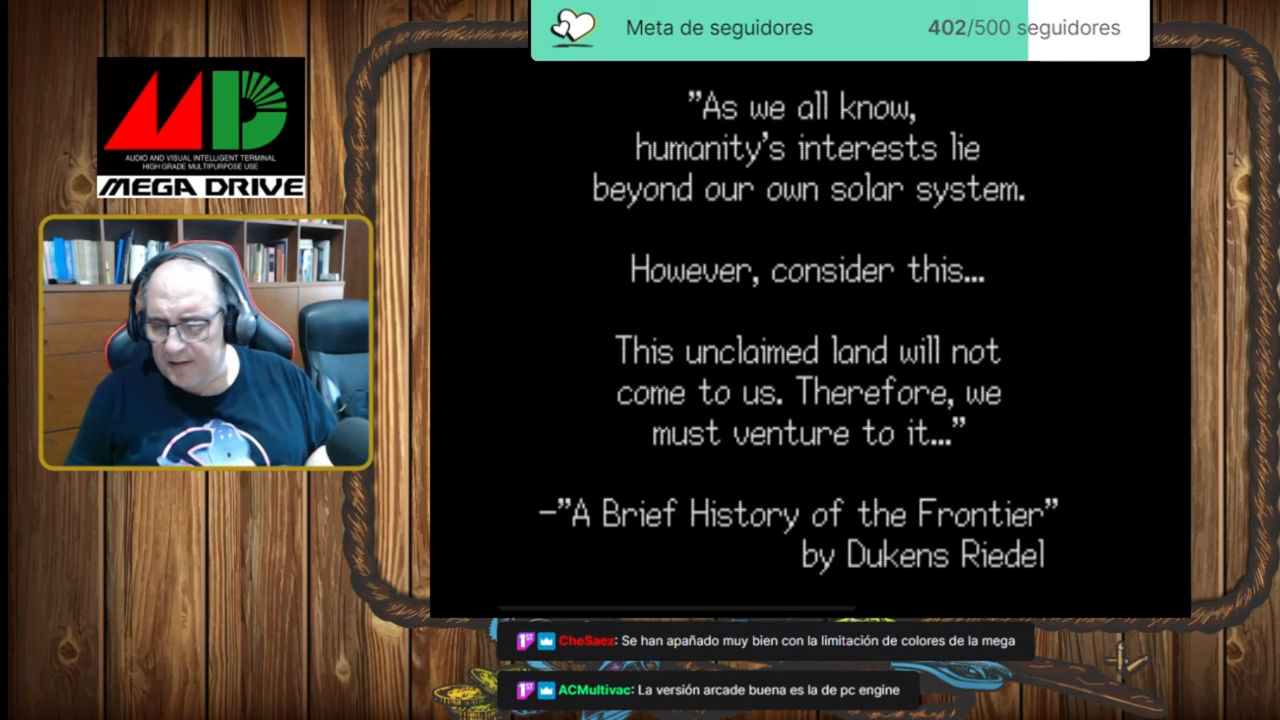 Meta de seguidores
402/500 seguidores
MD
AUDIO AND VISUAL INTELLIGENT TERMINAL
HIGH GRADE MULTIPURPOSE USE
MEGA DRIVE
"As we all know,
humanity's interests lie
beyond our own solar system.
However, consider this...
This unclaimed land will not
come to us. Therefore, we
must venture to it..."
-"A Brief History of the Frontier"
by Dukens Riedel
1ST CheSaez: Se han apañado muy bien con la limitación de colores de la mega
1ST ACMultivac: La versión arcade buena es la de pc engine